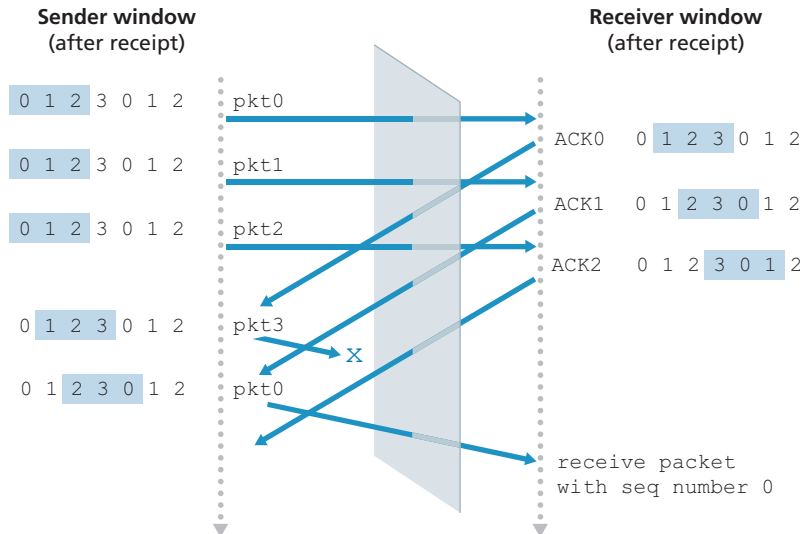 Sender window
(after receipt)
Receiver window
(after receipt)
0 1 2 3 0 1 2
pkt0
ACK0 0 1 2 3 0 1 2
0 1 2 3 0 1 2
pkt1
ACK1 0 1 2 3 0 1 2
0 1 2 3 0 1 2
pkt2
ACK2 0 1 2 3 0 1 2
0 1 2 3 0 1 2
pkt3
X
0 1 2 3 0 1 2
pkt0
receive packet
with seq number 0